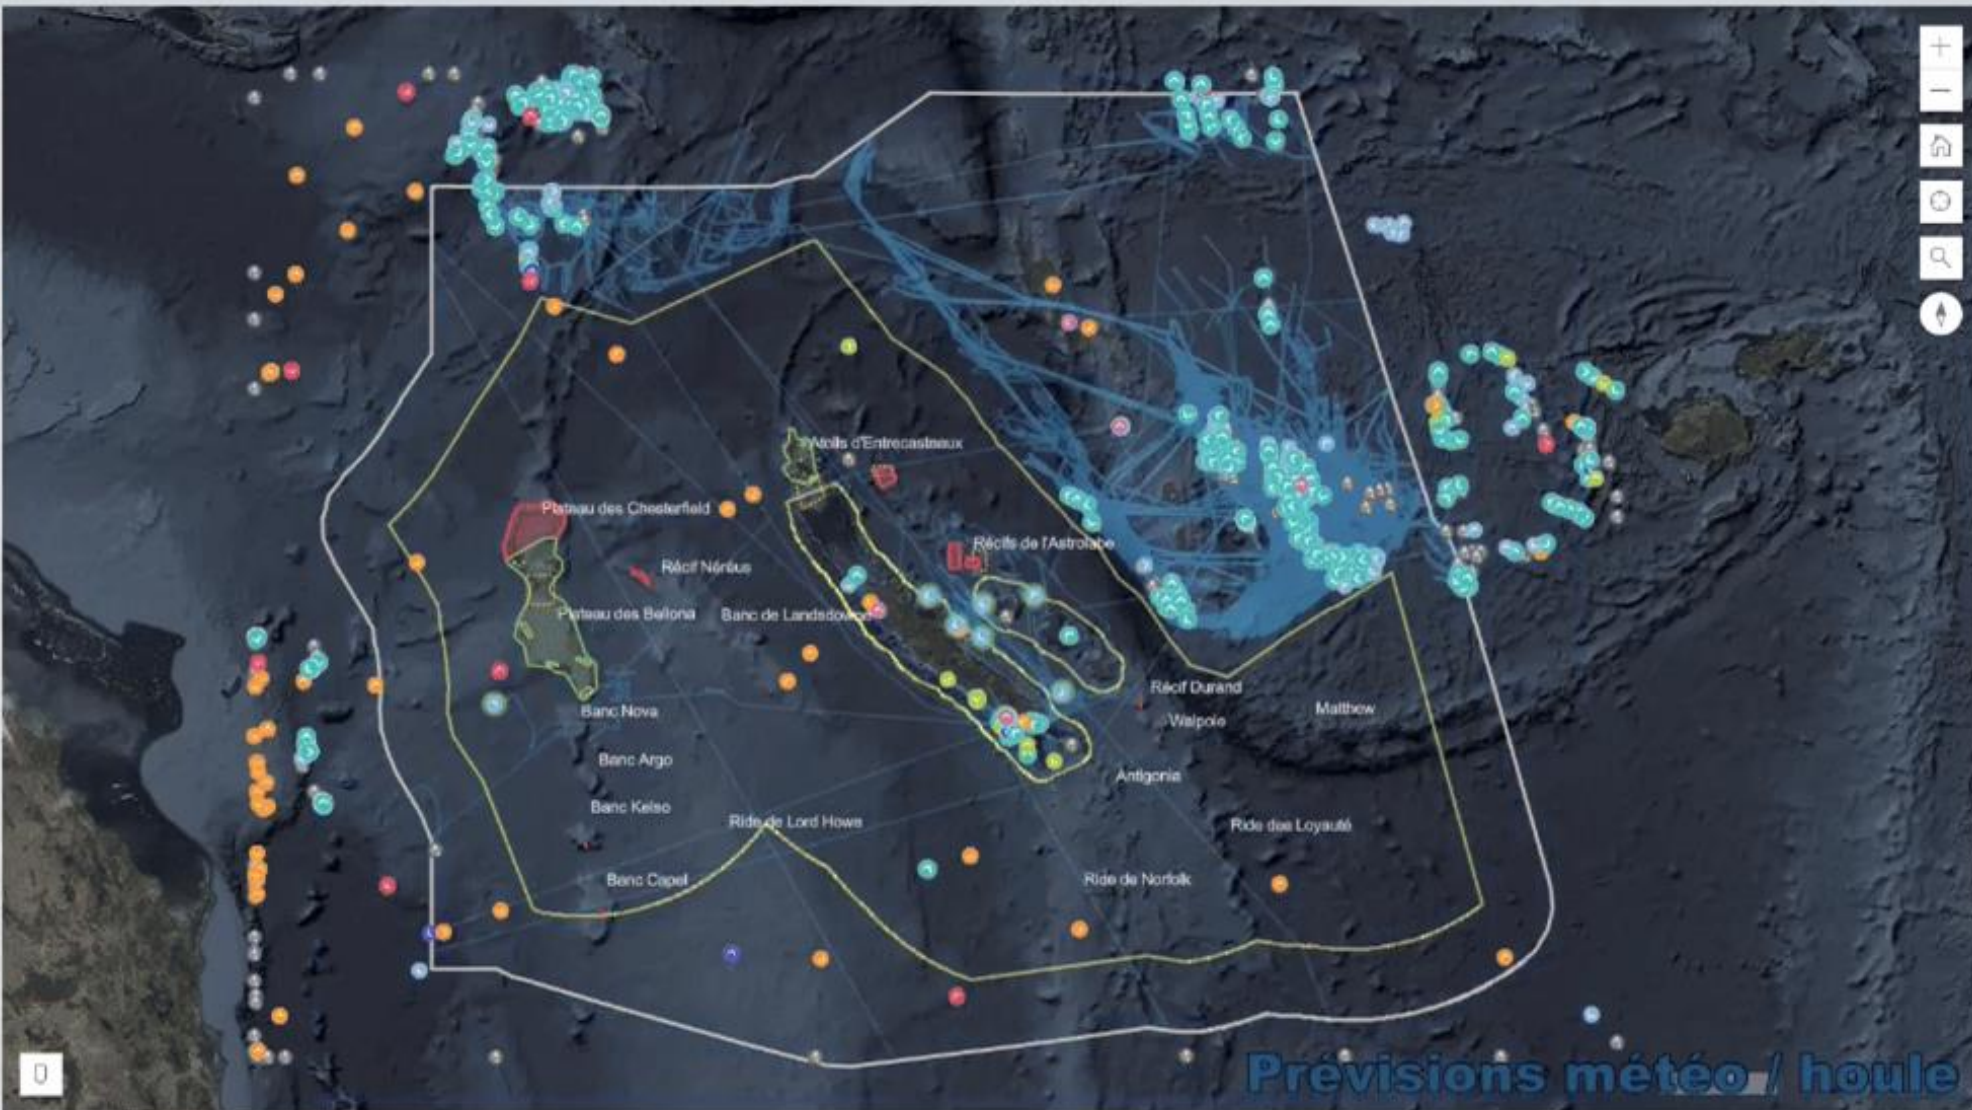 Atolls d'Entrecasteaux
Plateau des Chesterfield
Récifs de l'Astrolabe
Récif Néréus
Plateau des Bellona
Banc de Landsdowne
Récif Durand
Banc Nova
Matthew
Walpole
Banc Argo
Antigonia
Banc Kelso
Ride de Lord Howe
Ride des Loyauté
Banc Capel
Ride de Norfolk
Prévisions météo / houle